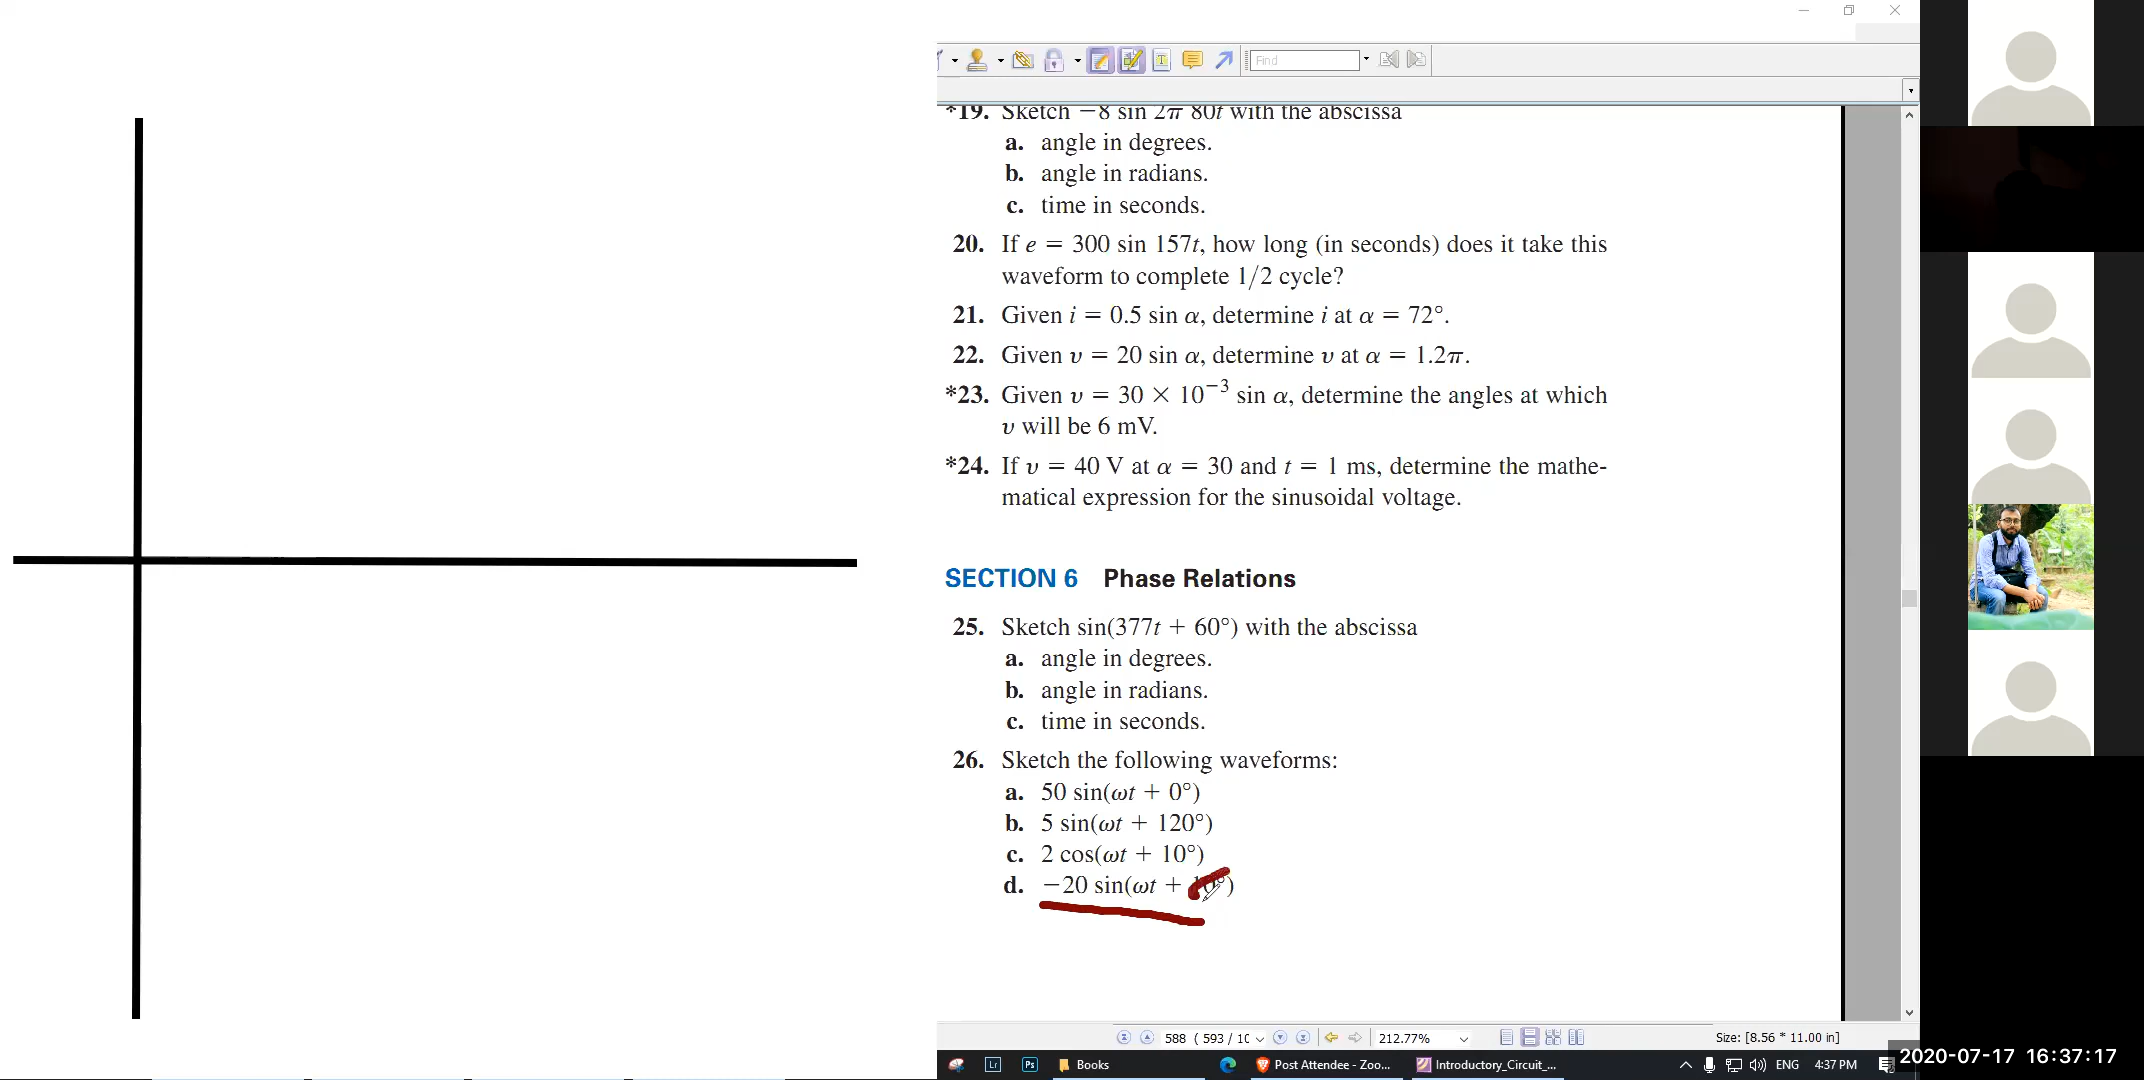 Find
*19. Sketch −8 sin 2π 80t with the abscissa
a. angle in degrees.
b. angle in radians.
c. time in seconds.
20. If e = 300 sin 157t, how long (in seconds) does it take this
waveform to complete 1/2 cycle?
21. Given i = 0.5 sin α, determine i at α = 72°.
22. Given υ = 20 sin α, determine υ at α = 1.2π.
*23. Given υ = 30 × 10⁻³ sin α, determine the angles at which
υ will be 6 mV.
*24. If υ = 40 V at α = 30 and t = 1 ms, determine the mathe-
matical expression for the sinusoidal voltage.
SECTION 6 Phase Relations
25. Sketch sin(377t + 60°) with the abscissa
a. angle in degrees.
b. angle in radians.
c. time in seconds.
26. Sketch the following waveforms:
a. 50 sin(ωt + 0°)
b. 5 sin(ωt + 120°)
c. 2 cos(ωt + 10°)
d. −20 sin(ωt + 10°)
588 ( 593 / 10
212.77%
Size: [8.56 * 11.00 in]
Lr
Ps
Books
Post Attendee - Zoo...
Introductory_Circuit_...
ENG
4:37 PM
2020-07-17 16:37:17